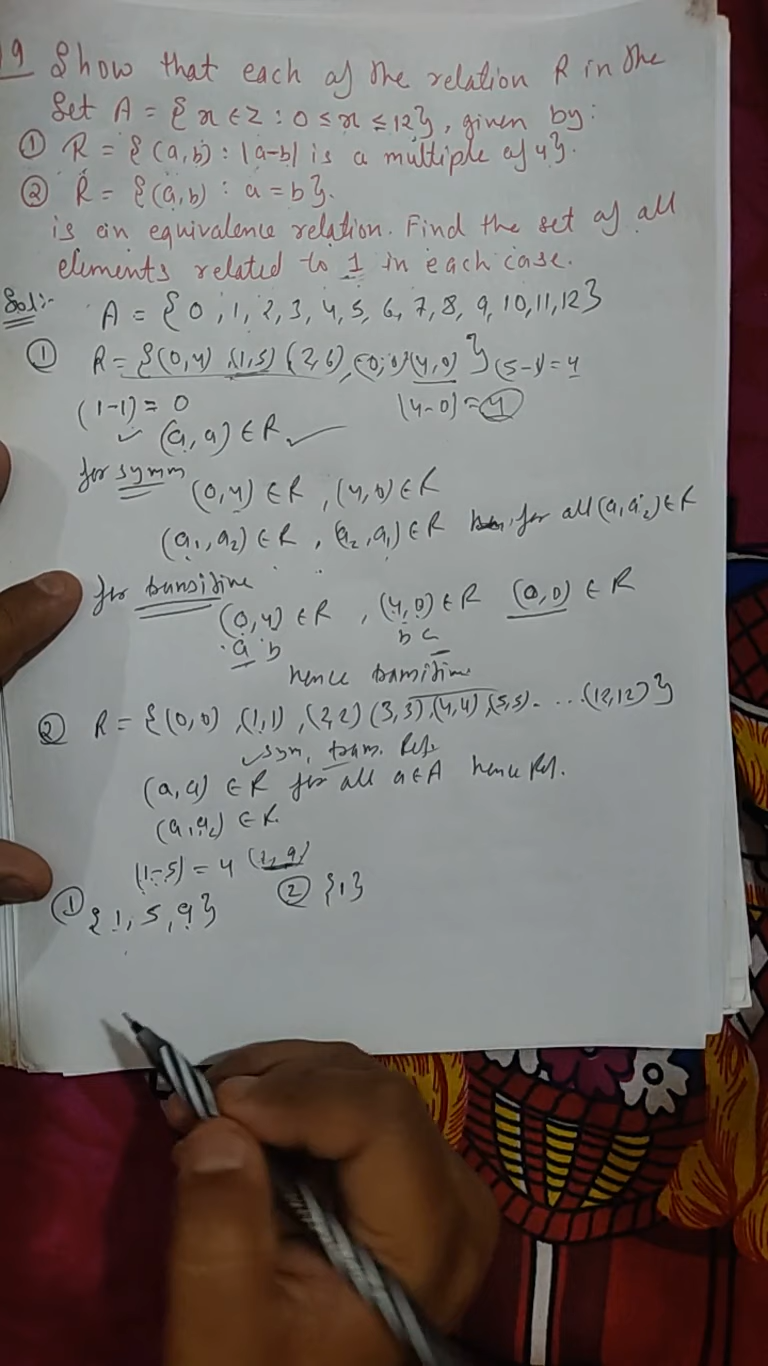 19 Show that each of the relation R in the
Set A = {x ∈ Z : 0 ≤ x ≤ 12}, given by:
① R = {(a,b) : |a-b| is a multiple of 4}.
② R = {(a,b) : a = b}.
is an equivalence relation. Find the set of all
elements related to 1 in each case.
Sol:- A = {0, 1, 2, 3, 4, 5, 6, 7, 8, 9, 10, 11, 12}
① R = {(0,4), (1,5) (2,6), (0,0) (4,0)} (5-1) = 4
(1-1) = 0 |4-0| = 4
✓ (a, a) ∈ R ✓
for symm (0,4) ∈ R, (4,0) ∈ R
(a₁, a₂) ∈ R, (a₂, a₁) ∈ R for all (a₁ a₂) ∈ R
for transitive
(0,4) ∈ R, (4,0) ∈ R (0,0) ∈ R
a b b c
hence transitive
② R = {(0,0), (1,1), (2,2) (3,3), (4,4), (5,5)- ... (12,12)}
✓ sym, tran. Ref.
(a, a) ∈ R for all a ∈ A hence Ref.
(a₁ a₂) ∈ R
(1-5) = 4 (1, 9)
① {1, 5, 9} ② {1}